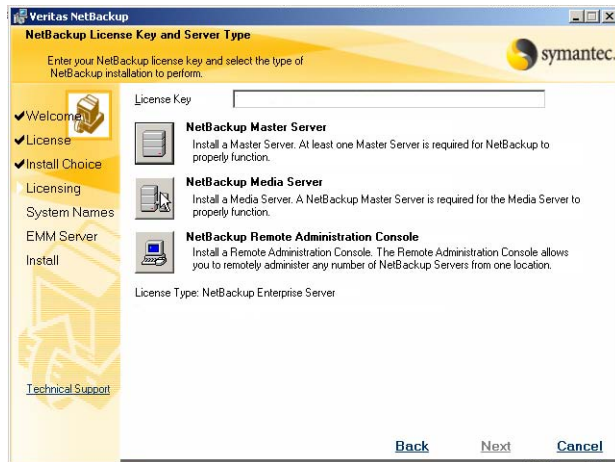 Veritas NetBackup
NetBackup License Key and Server Type
Enter your NetBackup license key and select the type of
NetBackup installation to perform.
symantec.
Welcome
License
Install Choice
Licensing
System Names
EMM Server
Install
Technical Support
License Key
NetBackup Master Server
Install a Master Server. At least one Master Server is required for NetBackup to
properly function.
NetBackup Media Server
Install a Media Server. A NetBackup Master Server is required for the Media Server to
properly function.
NetBackup Remote Administration Console
Install a Remote Administration Console. The Remote Administration Console allows
you to remotely administer any number of NetBackup Servers from one location.
License Type: NetBackup Enterprise Server
Back Next Cancel